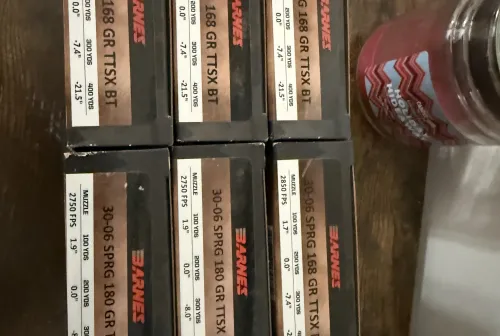 BARNES
168 GR TTSX BT
200 YDS 300 YDS 400 YDS
0.0" -7.4" -21.5"
BARNES
168 GR TTSX BT
200 YDS 300 YDS 400 YDS
0.0" -7.4" -21.5"
BARNES
168 GR TTSX BT
200 YDS 300 YDS 400 YDS
0.0" -7.4" -21.5"
BARNES
30-06 SPRG 180 GR T
MUZZLE 100 YDS 200 YDS
2750 FPS 1.9" 0.0"
BARNES
30-06 SPRG 180 GR TTSX
MUZZLE 100 YDS 200 YDS 300 YDS
2750 FPS 1.9" 0.0" -8.0"
BARNES
30-06 SPRG 168 GR TTSX
MUZZLE 100 YDS 200 YDS 300 YDS
2850 FPS 1.7" 0.0" -7.4"